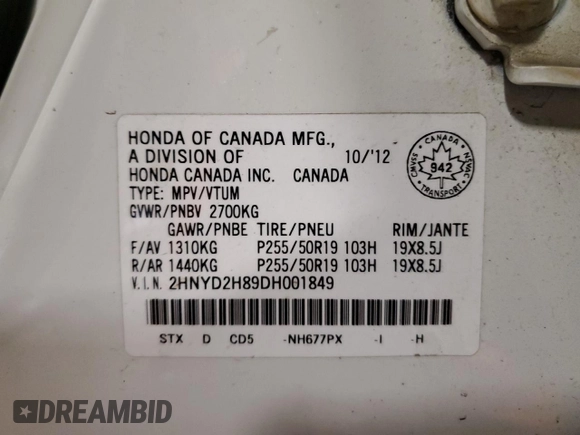 HONDA OF CANADA MFG.,
A DIVISION OF 10/'12
HONDA CANADA INC. CANADA
TYPE: MPV/VTUM
GVWR/PNBV 2700KG
GAWR/PNBE TIRE/PNEU RIM/JANTE
F/AV 1310KG P255/50R19 103H 19X8.5J
R/AR 1440KG P255/50R19 103H 19X8.5J
V.I.N. 2HNYD2H89DH001849
STX D CD5 -NH677PX -I -H
CANADA
CMVSS 942 NSVAC
TRANSPORT
DREAMBID